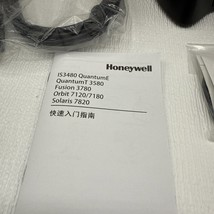 Honeywell
IS3480 QuantumE
QuantumT 3580
Fusion 3780
Orbit 7120/7180
Solaris 7820
快速入门指南